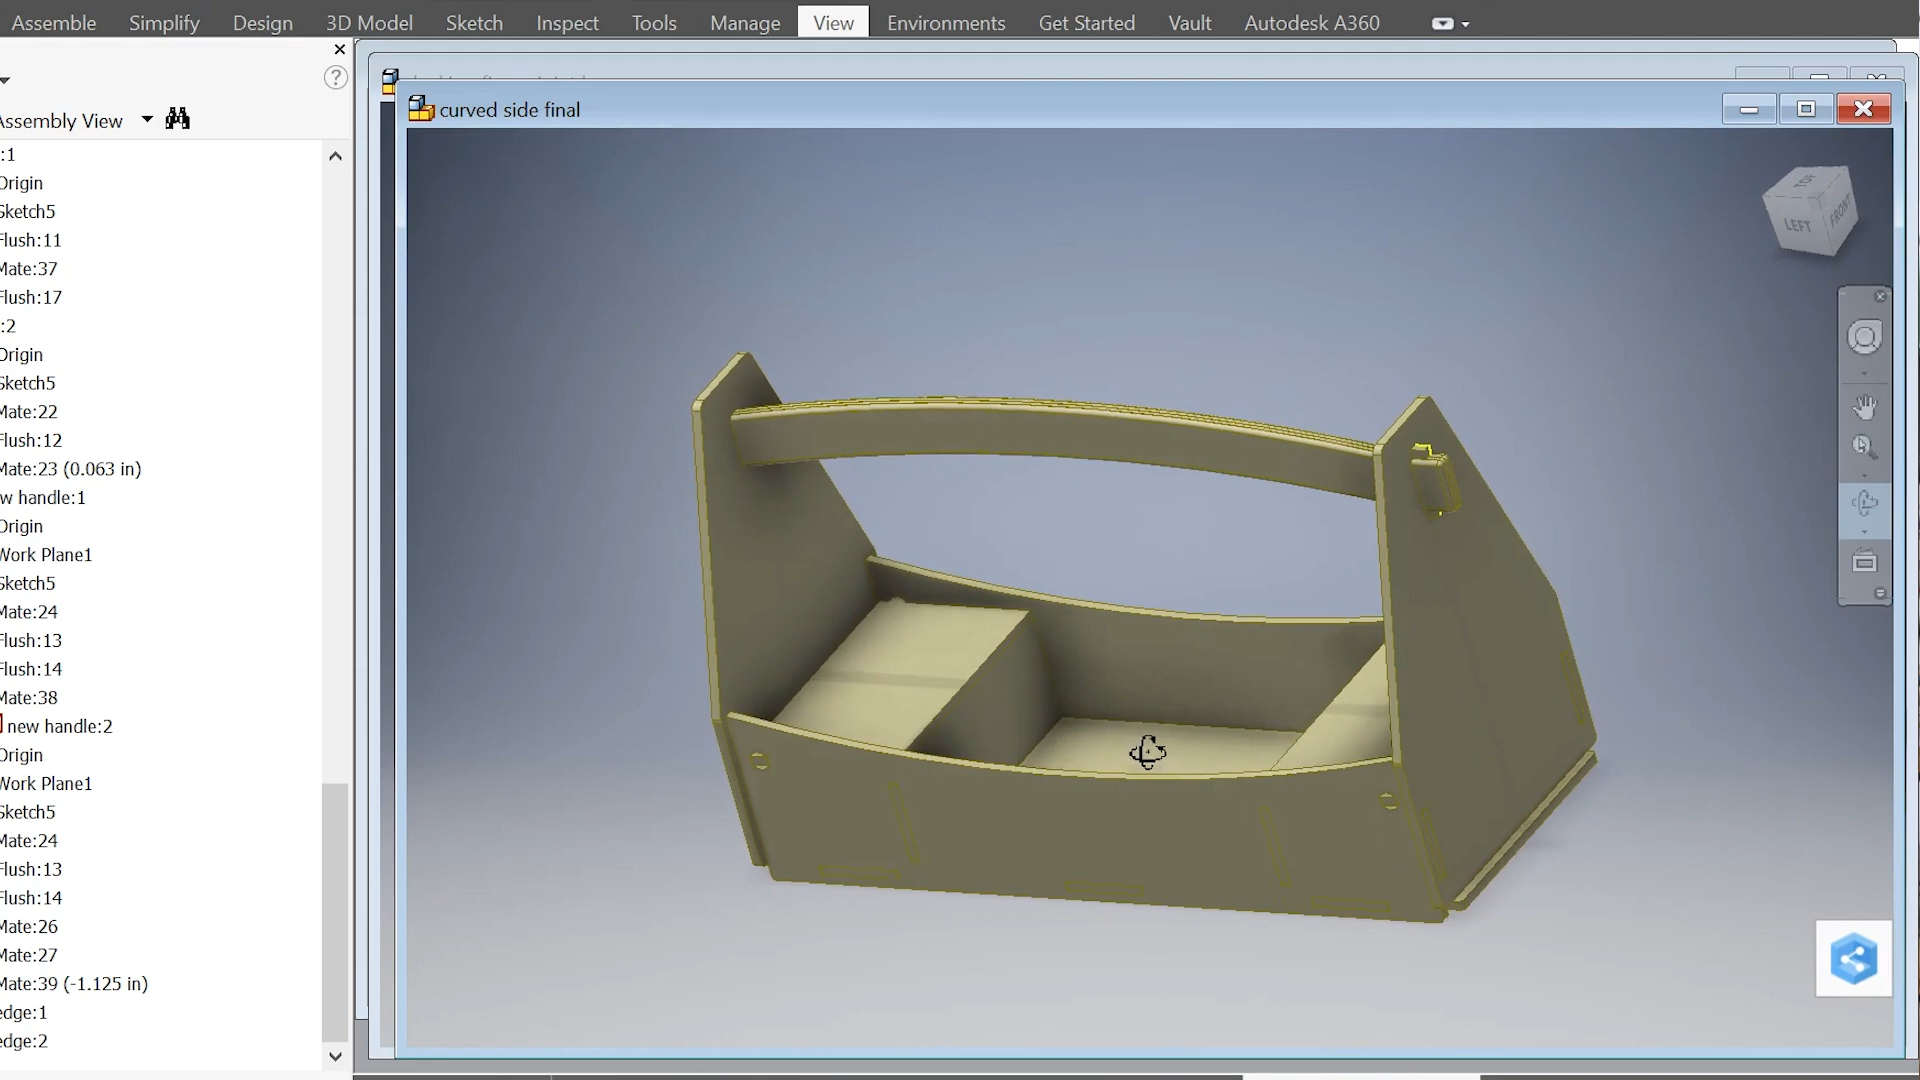 Assemble Simplify Design 3D Model Sketch Inspect Tools Manage View Environments Get Started Vault Autodesk A360
Assembly View
curved side final
:1
Origin
Sketch5
Flush:11
Mate:37
Flush:17
:2
Origin
Sketch5
Mate:22
Flush:12
Mate:23 (0.063 in)
w handle:1
Origin
Work Plane1
Sketch5
Mate:24
Flush:13
Flush:14
Mate:38
new handle:2
Origin
Work Plane1
Sketch5
Mate:24
Flush:13
Flush:14
Mate:26
Mate:27
Mate:39 (-1.125 in)
edge:1
edge:2
TOP
LEFT
FRONT